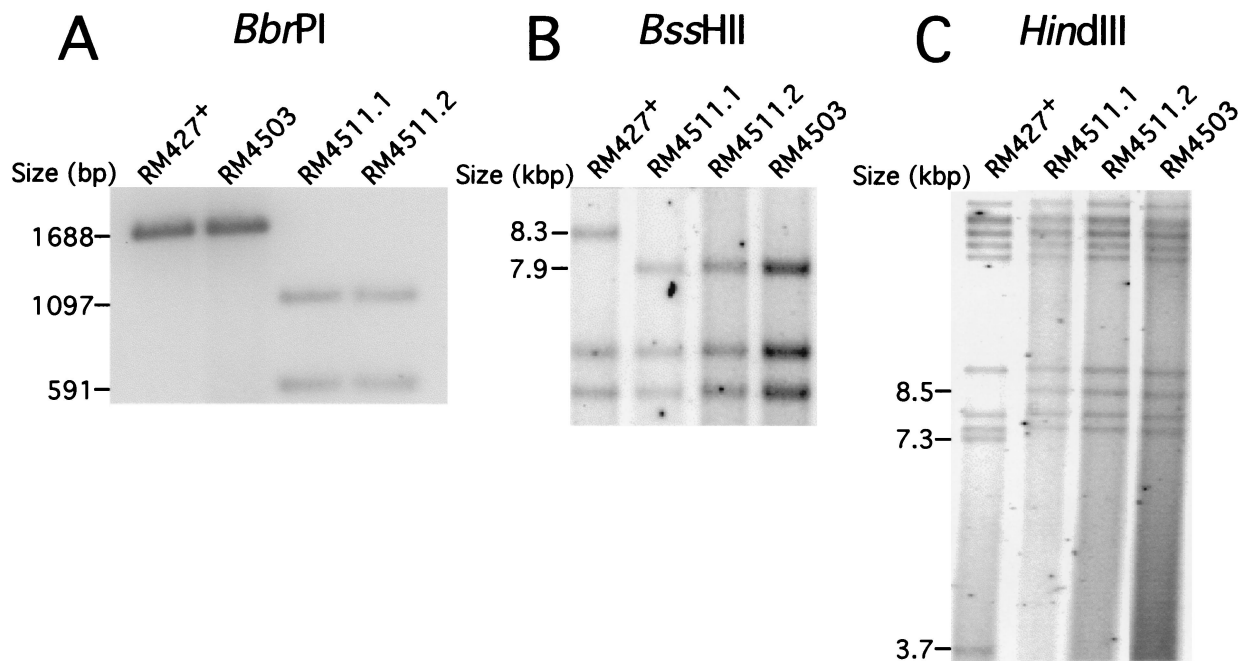 A
BbrPI
Size (bp)
RM427+
RM4503
RM4511.1
RM4511.2
1688
1097
591
B
BssHII
Size (kbp)
RM427+
RM4511.1
RM4511.2
RM4503
8.3
7.9
C
HindIII
Size (kbp)
RM427+
RM4511.1
RM4511.2
RM4503
8.5
7.3
3.7